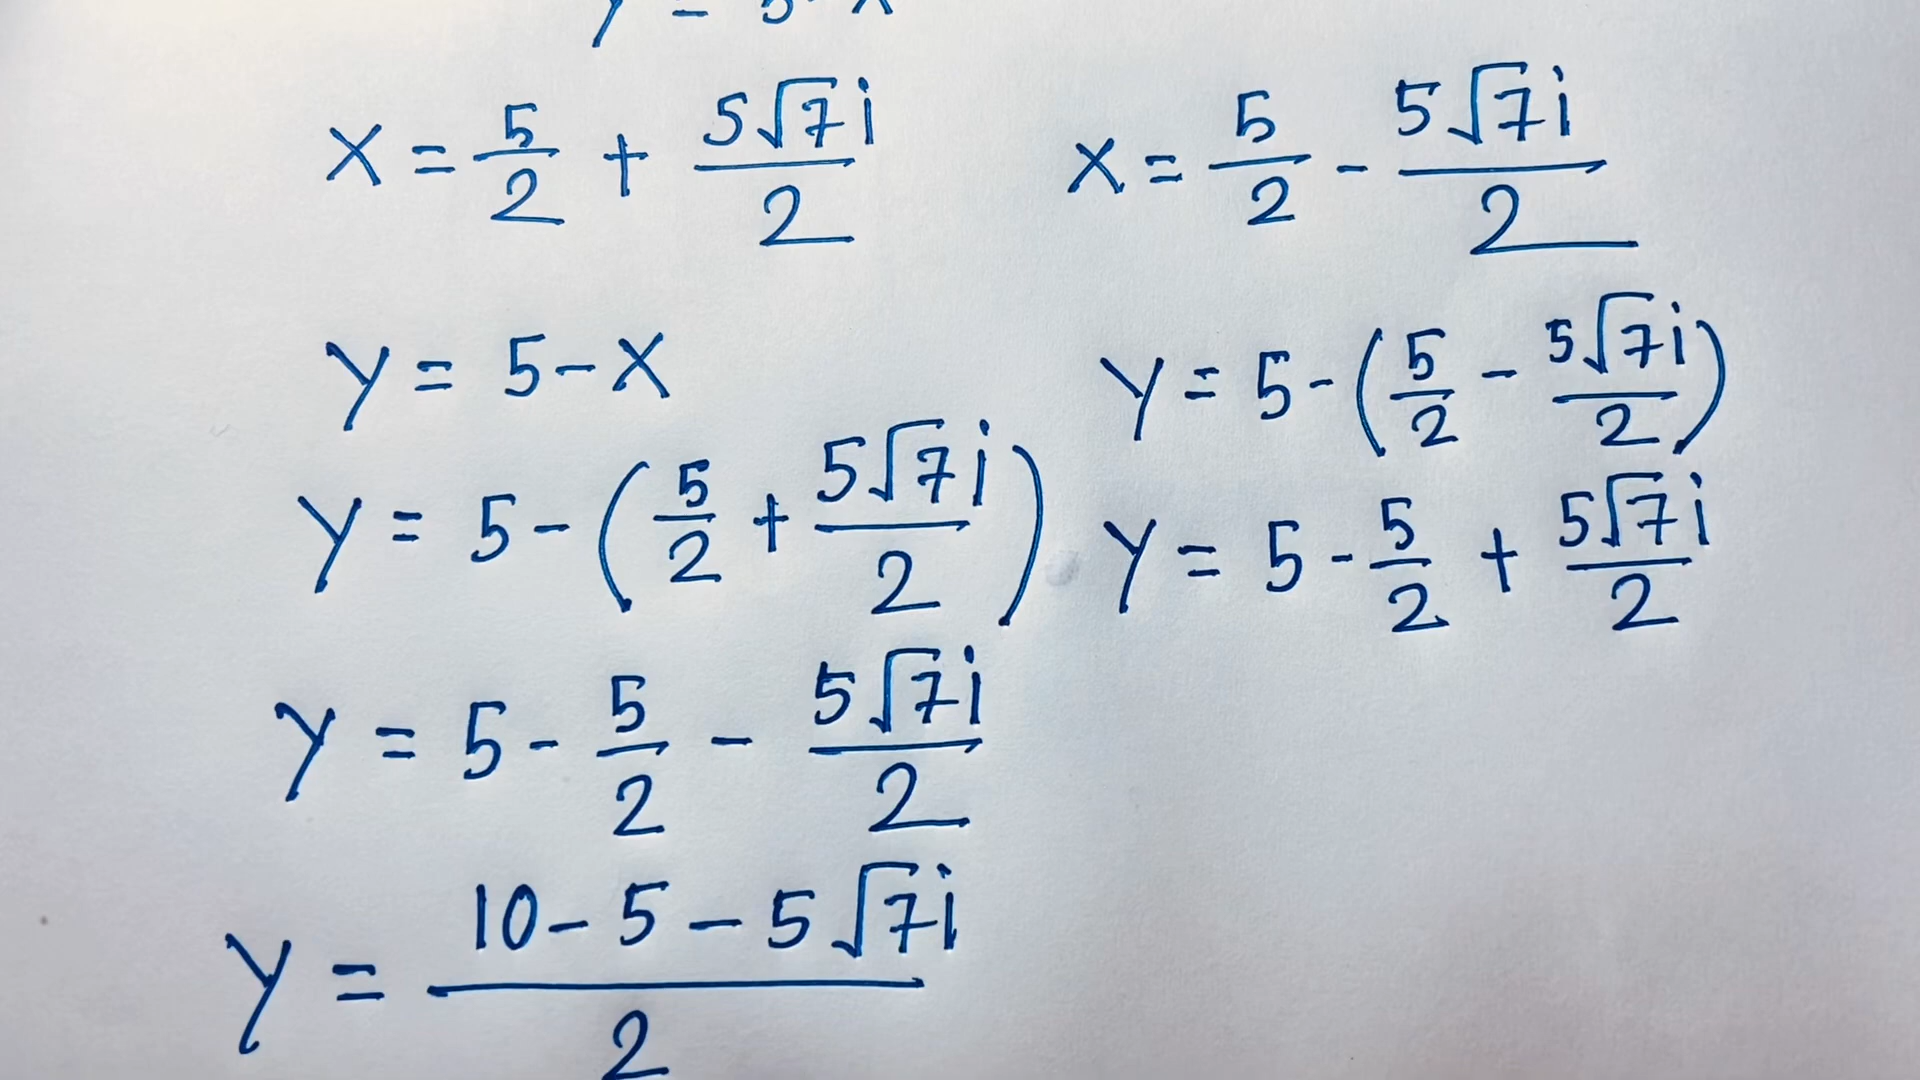 y = 5-x
x = 5/2 + 5√7i/2
y = 5-x
y = 5-(5/2 + 5√7i/2)
y = 5 - 5/2 - 5√7i/2
y = 10-5-5√7i/2
x = 5/2 - 5√7i/2
y = 5-(5/2 - 5√7i/2)
y = 5 - 5/2 + 5√7i/2